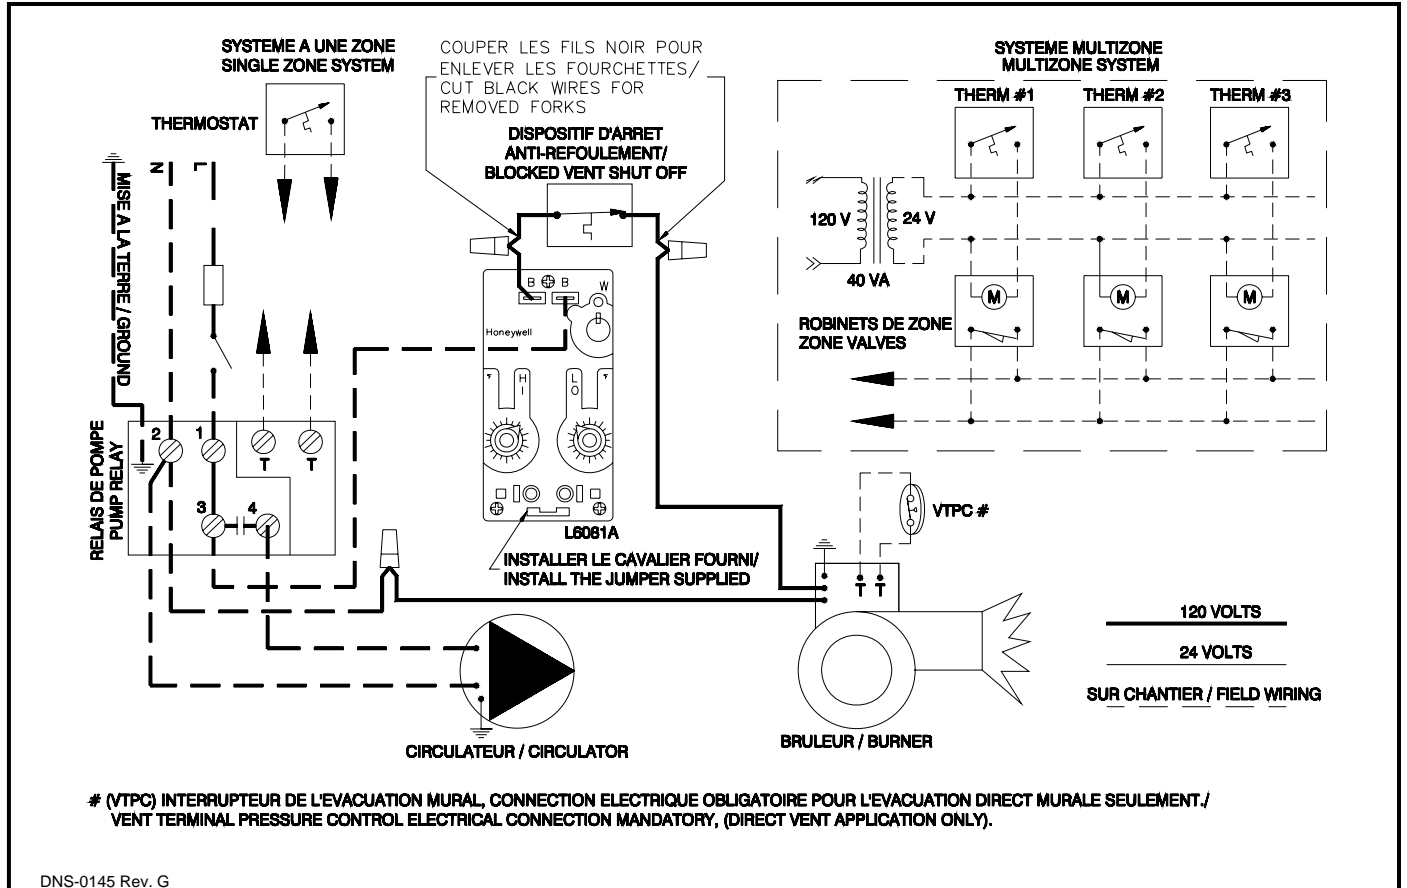 SYSTEME A UNE ZONE
SINGLE ZONE SYSTEM
COUPER LES FILS NOIR POUR
ENLEVER LES FOURCHETTES/
CUT BLACK WIRES FOR
REMOVED FORKS
SYSTEME MULTIZONE
MULTIZONE SYSTEM
THERM #1
THERM #2
THERM #3
THERMOSTAT
DISPOSITIF D'ARRET
ANTI-REFOULEMENT/
BLOCKED VENT SHUT OFF
N
L
MISE A LA TERRE / GROUND
120 V
24 V
40 VA
B
B
W
Honeywell
M
M
M
ROBINETS DE ZONE
ZONE VALVES
F
HI
LO
F
RELAIS DE POMPE
PUMP RELAY
2
1
T
T
3
4
L6081A
VTPC #
INSTALLER LE CAVALIER FOURNI/
INSTALL THE JUMPER SUPPLIED
T T
120 VOLTS
24 VOLTS
SUR CHANTIER / FIELD WIRING
CIRCULATEUR / CIRCULATOR
BRULEUR / BURNER
# (VTPC) INTERRUPTEUR DE L'EVACUATION MURAL, CONNECTION ELECTRIQUE OBLIGATOIRE POUR L'EVACUATION DIRECT MURALE SEULEMENT./
VENT TERMINAL PRESSURE CONTROL ELECTRICAL CONNECTION MANDATORY, (DIRECT VENT APPLICATION ONLY).
DNS-0145 Rev. G